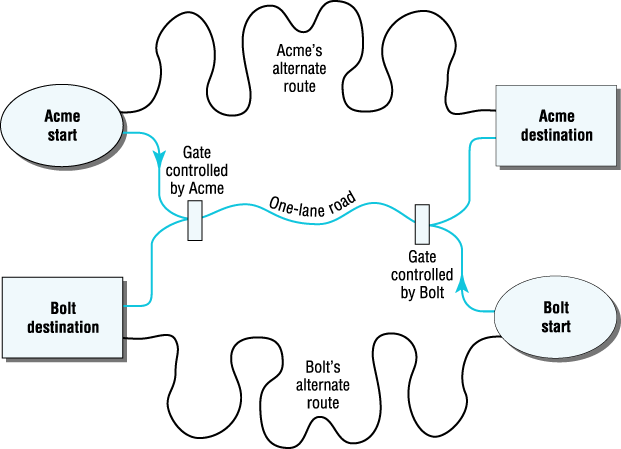 Acme's
alternate
route
Acme
start
Acme
destination
Gate
controlled
by Acme
One-lane road
Gate
controlled
by Bolt
Bolt
destination
Bolt
start
Bolt's
alternate
route